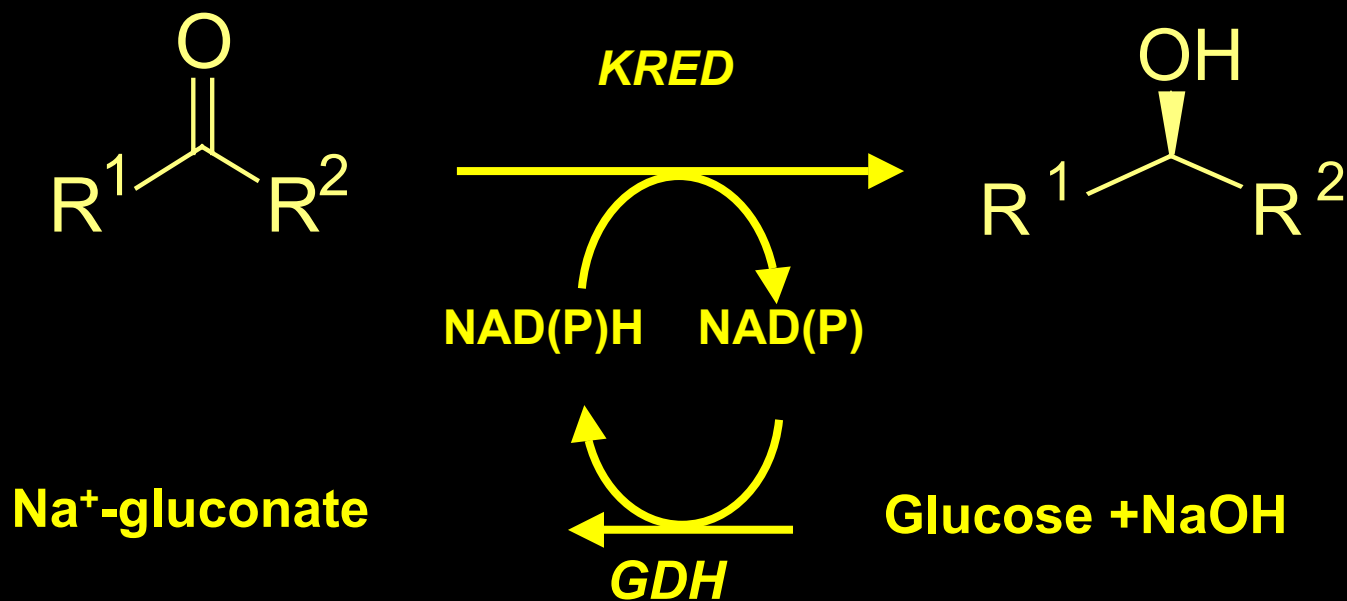 O
KRED
OH
R1
R2
R 1
R 2
NAD(P)H
NAD(P)
Na+-gluconate
Glucose +NaOH
GDH